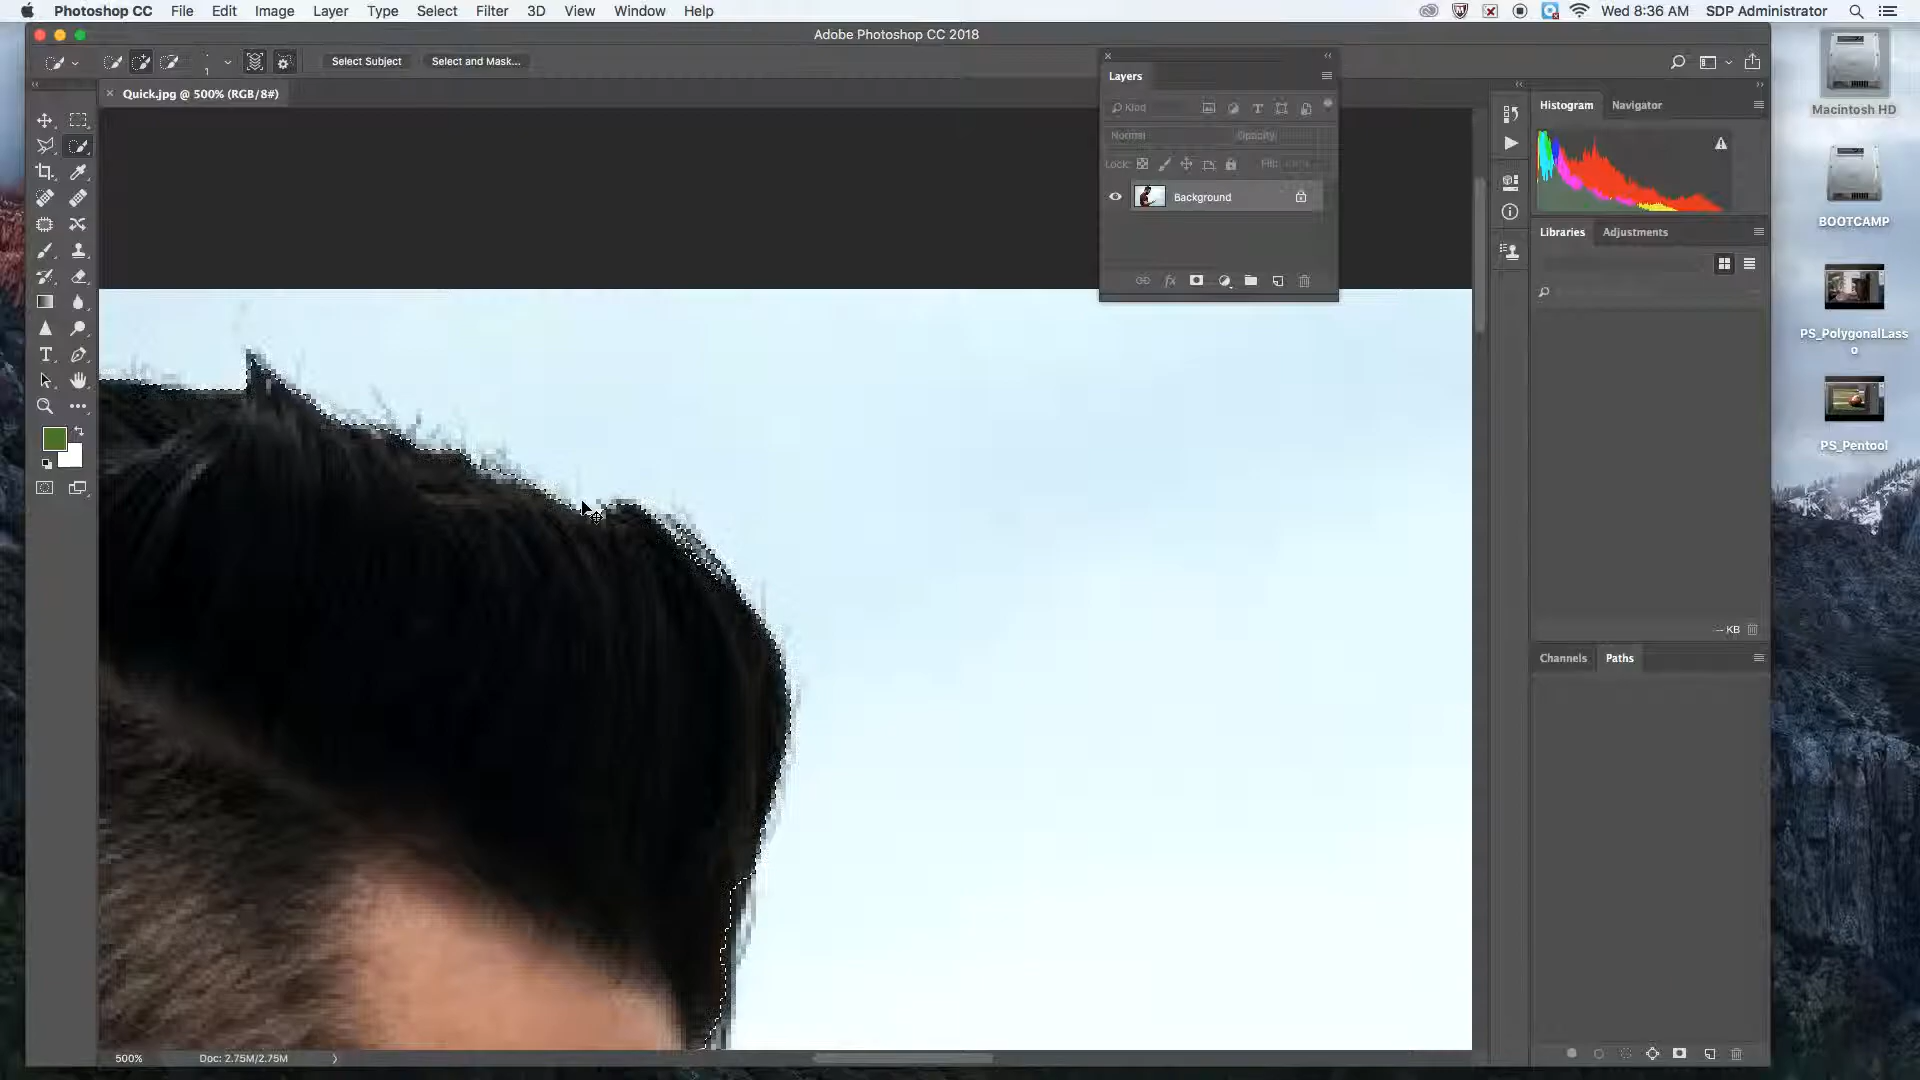 Photoshop CC File Edit Image Layer Type Select Filter 3D View Window Help
Wed 8:36 AM SDP Administrator
Adobe Photoshop CC 2018
1 Select Subject Select and Mask...
Quick.jpg @ 500% (RGB/8#)
Layers
Kind
Normal Opacity:
Lock: Fill:
Background
Histogram Navigator
Libraries Adjustments
-- KB
Channels Paths
500% Doc: 2.75M/2.75M
Macintosh HD
BOOTCAMP
PS_PolygonalLass
o
PS_Pentool